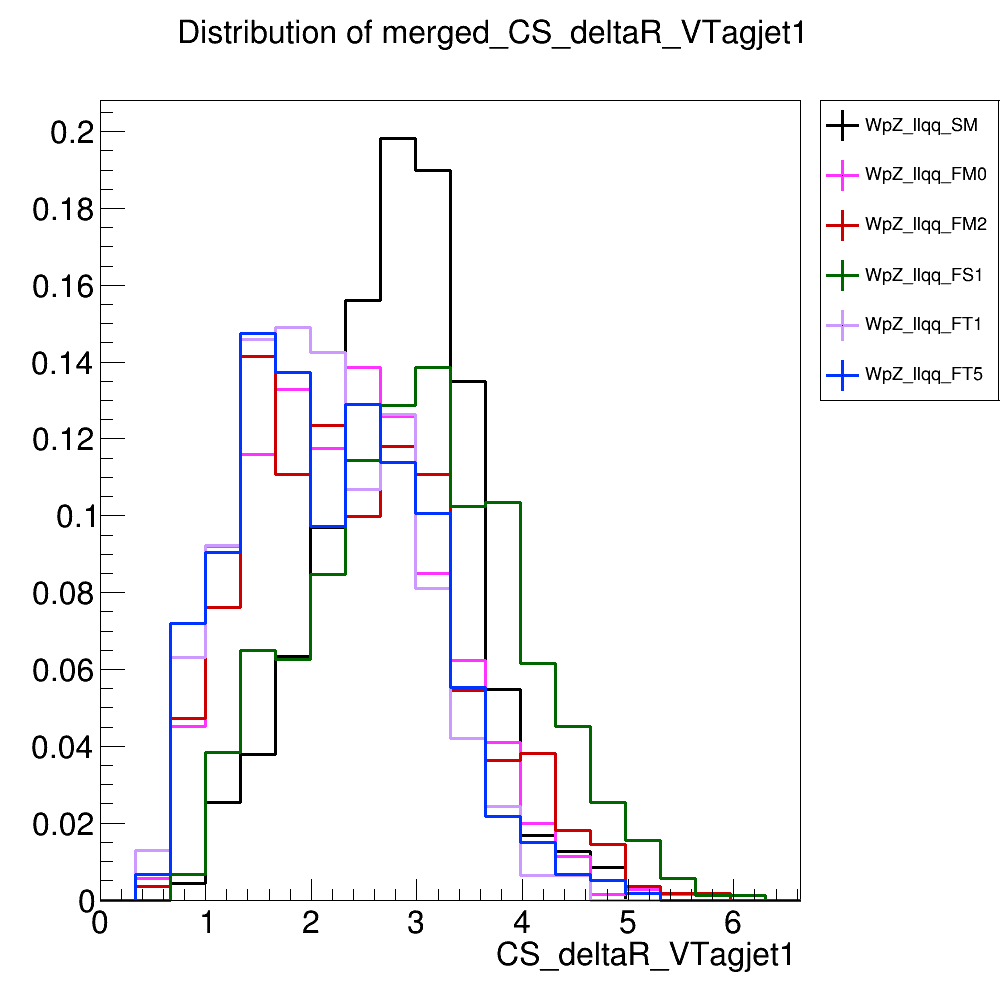 Distribution of merged_CS_deltaR_VTagjet1
0.2
0.18
0.16
0.14
0.12
0.1
0.08
0.06
0.04
0.02
0
0 1 2 3 4 5 6
CS_deltaR_VTagjet1
WpZ_llqq_SM
WpZ_llqq_FM0
WpZ_llqq_FM2
WpZ_llqq_FS1
WpZ_llqq_FT1
WpZ_llqq_FT5